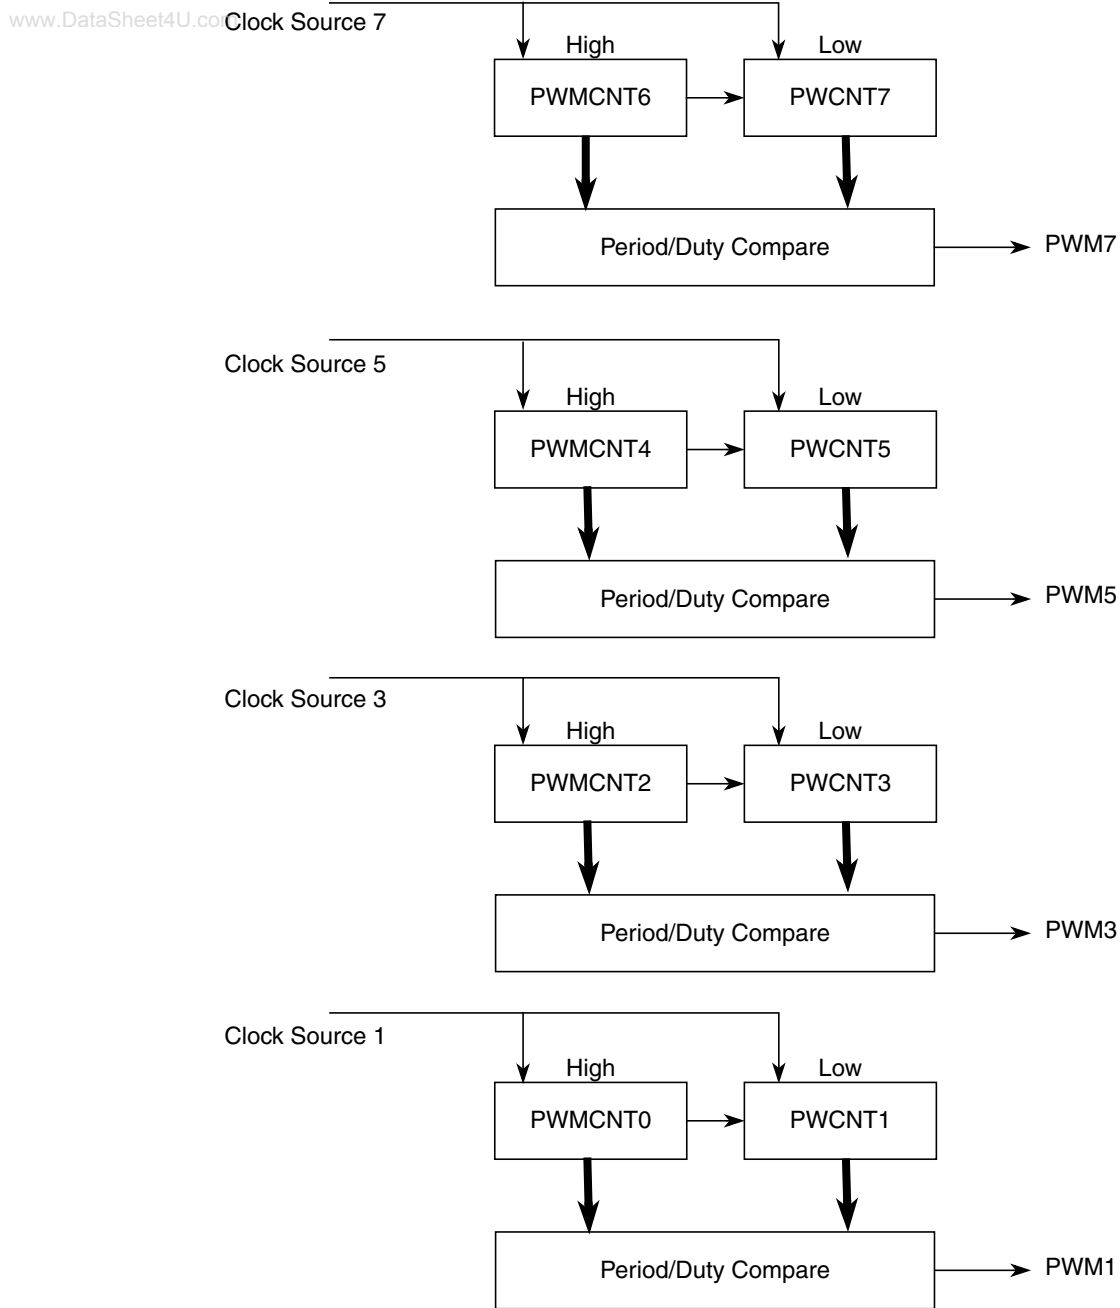 www.DataSheet4U.com
Clock Source 7
High
Low
PWMCNT6
PWCNT7
Period/Duty Compare
PWM7
Clock Source 5
High
Low
PWMCNT4
PWCNT5
Period/Duty Compare
PWM5
Clock Source 3
High
Low
PWMCNT2
PWCNT3
Period/Duty Compare
PWM3
Clock Source 1
High
Low
PWMCNT0
PWCNT1
Period/Duty Compare
PWM1